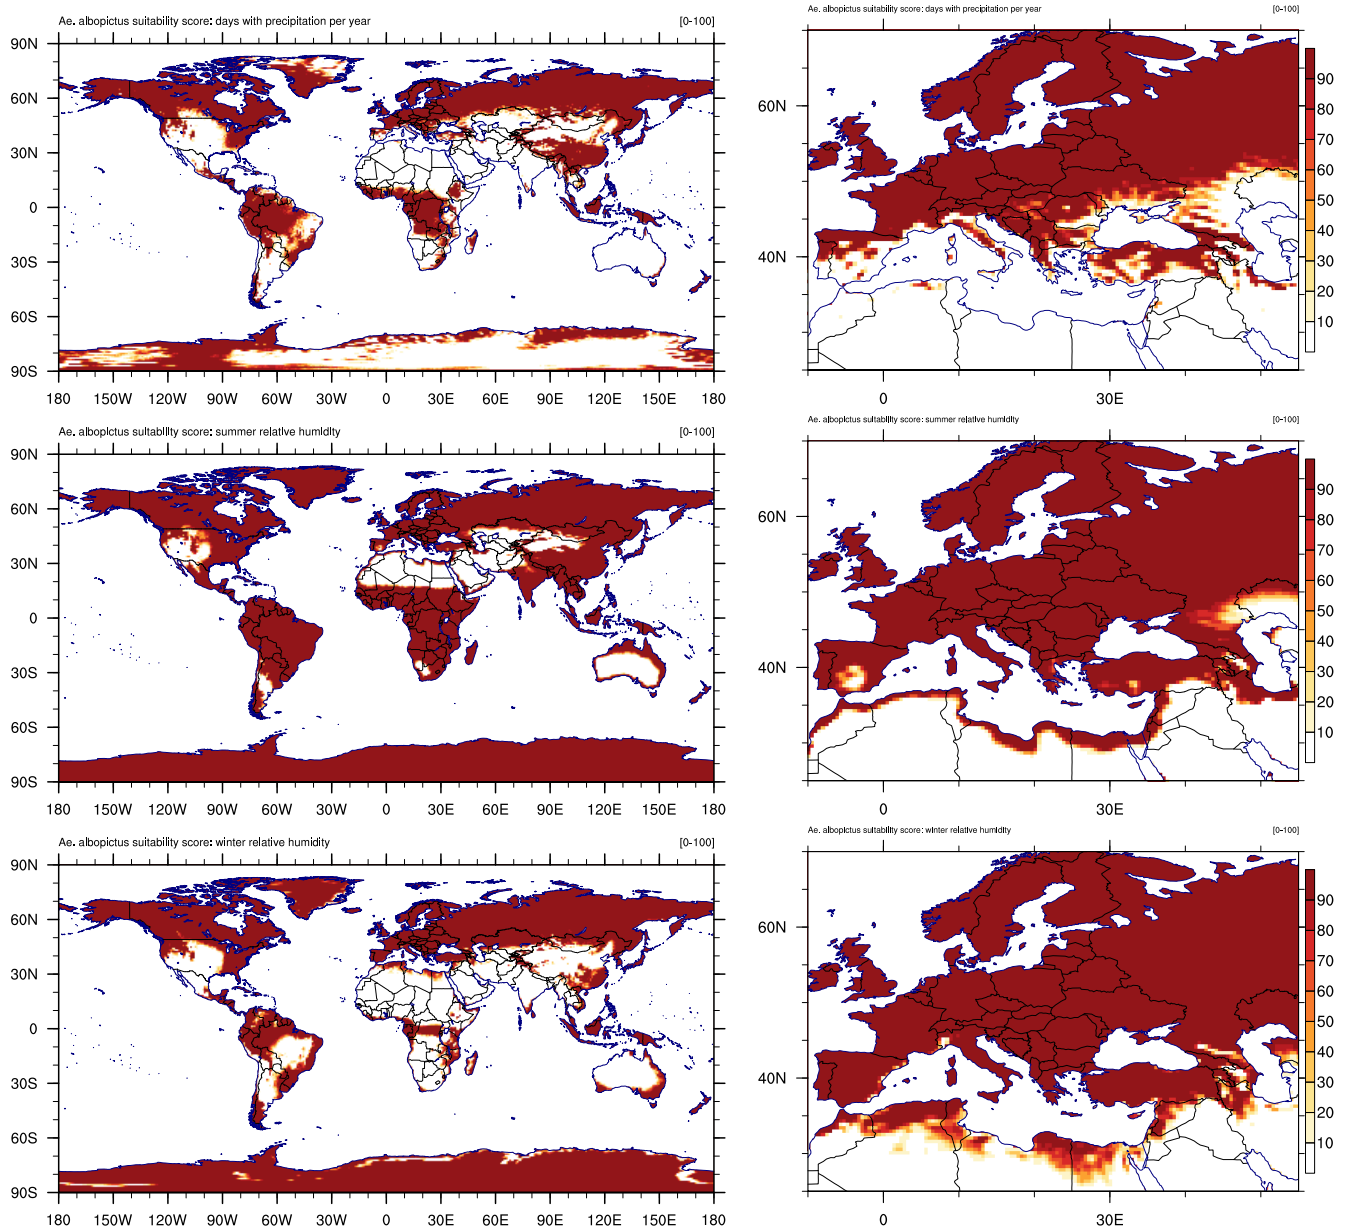 Ae. albopictus suitability score: days with precipitation per year [0-100]
90N
60N
30N
0
30S
60S
90S
180 150W 120W 90W 60W 30W 0 30E 60E 90E 120E 150E 180
Ae. albopictus suitability score: days with precipitation per year [0-100]
60N
40N
0 30E
90
80
70
60
50
40
30
20
10
Ae. albopictus suitability score: summer relative humidity [0-100]
90N
60N
30N
0
30S
60S
90S
180 150W 120W 90W 60W 30W 0 30E 60E 90E 120E 150E 180
Ae. albopictus suitability score: summer relative humidity [0-100]
60N
40N
0 30E
90
80
70
60
50
40
30
20
10
Ae. albopictus suitability score: winter relative humidity [0-100]
90N
60N
30N
0
30S
60S
90S
180 150W 120W 90W 60W 30W 0 30E 60E 90E 120E 150E 180
Ae. albopictus suitability score: winter relative humidity [0-100]
60N
40N
0 30E
90
80
70
60
50
40
30
20
10